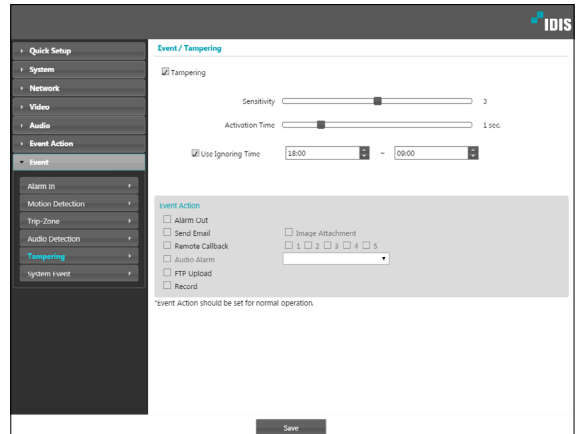 IDIS
Quick Setup
System
Network
Video
Audio
Event Action
Event
Alarm In
Motion Detection
Trip-Zone
Audio Detection
Tampering
System Event
Event / Tampering
Tampering
Sensitivity 3
Activation Time 1 sec.
Use Ignoring Time 18:00 ~ 09:00
Event Action
Alarm Out
Send Email Image Attachment
Remote Callback 1 2 3 4 5
Audio Alarm
FTP Upload
Record
*Event Action should be set for normal operation.
Save